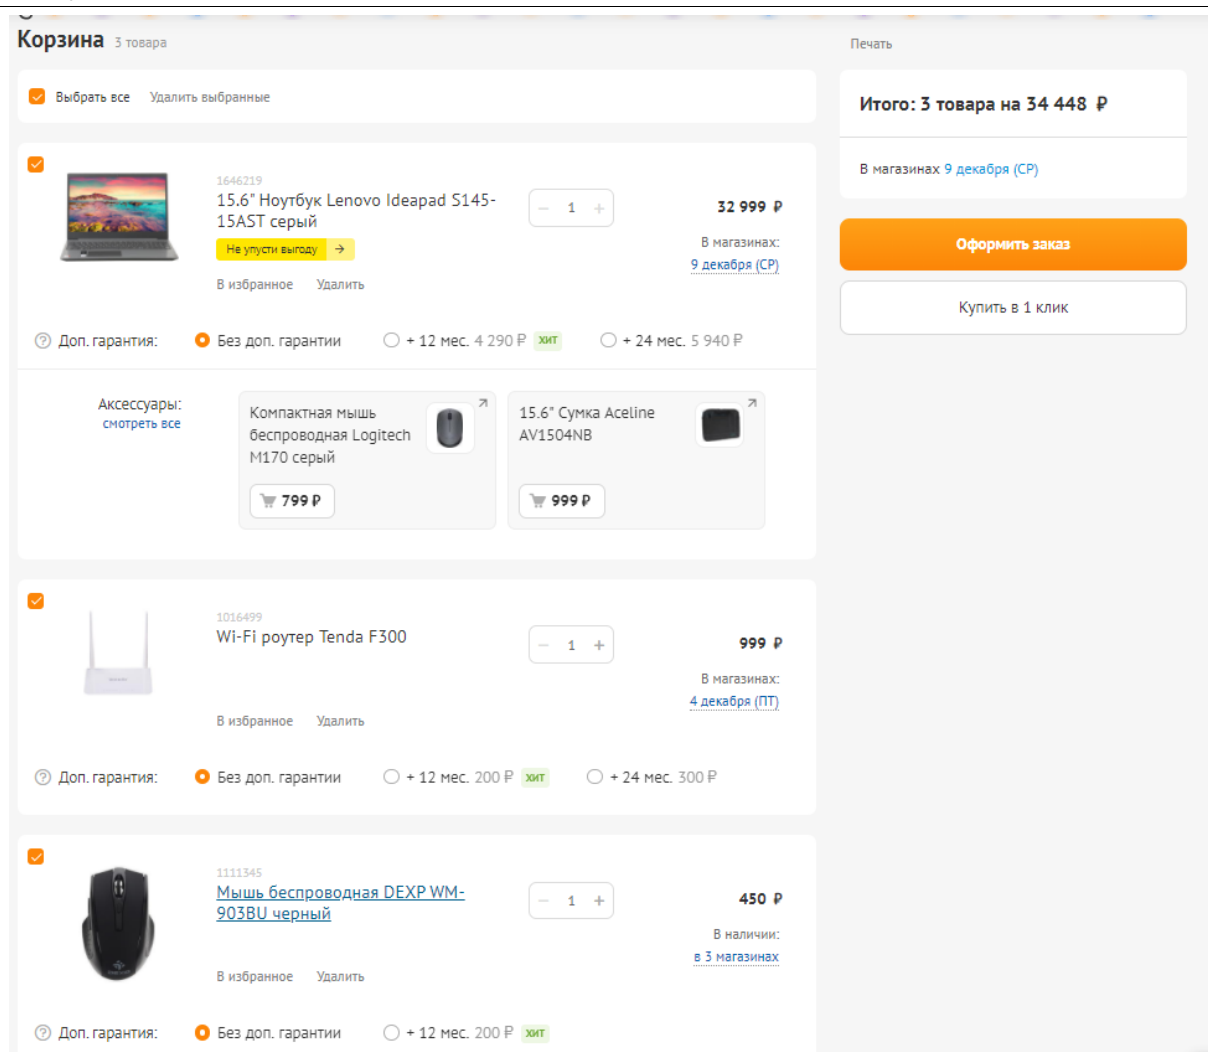 Корзина 3 товара
Печать
Выбрать все Удалить выбранные
Итого: 3 товара на 34 448 ₽
В магазинах 9 декабря (СР)
Оформить заказ
Купить в 1 клик
1646219
15.6" Ноутбук Lenovo Ideapad S145-
15AST серый
Не упусти выгоду →
В избранное Удалить
− 1 +
32 999 ₽
В магазинах:
9 декабря (СР)
? Доп. гарантия: Без доп. гарантии + 12 мес. 4 290 ₽ хит + 24 мес. 5 940 ₽
Аксессуары:
смотреть все
Компактная мышь
беспроводная Logitech
M170 серый
799 ₽
15.6" Сумка Aceline
AV1504NB
999 ₽
1016499
Wi-Fi роутер Tenda F300
− 1 +
999 ₽
В магазинах:
4 декабря (ПТ)
В избранное Удалить
? Доп. гарантия: Без доп. гарантии + 12 мес. 200 ₽ хит + 24 мес. 300 ₽
1111345
Мышь беспроводная DEXP WM-
903BU черный
− 1 +
450 ₽
В наличии:
в 3 магазинах
В избранное Удалить
? Доп. гарантия: Без доп. гарантии + 12 мес. 200 ₽ хит